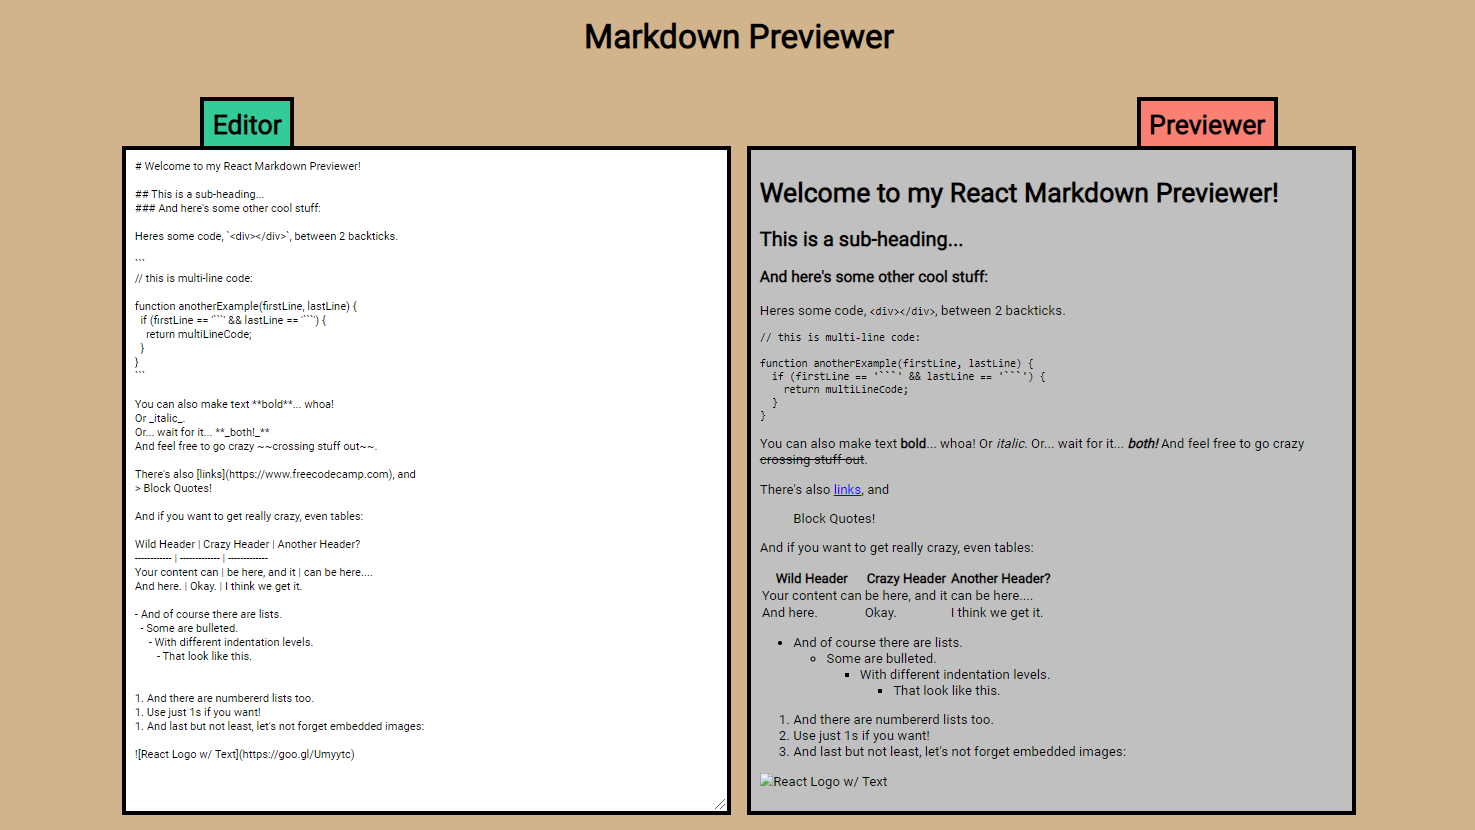 Markdown Previewer
Editor
# Welcome to my React Markdown Previewer!
## This is a sub-heading...
### And here's some other cool stuff:
Heres some code, `<div></div>`, between 2 backticks.
```
// this is multi-line code:
function anotherExample(firstLine, lastLine) {
  if (firstLine == '```' && lastLine == '```') {
    return multiLineCode;
  }
}
```
You can also make text **bold**... whoa!
Or _italic_.
Or... wait for it... **_both!_**
And feel free to go crazy ~~crossing stuff out~~.
There's also [links](https://www.freecodecamp.com), and
> Block Quotes!
And if you want to get really crazy, even tables:
Wild Header | Crazy Header | Another Header?
------------ | ------------- | -------------
Your content can | be here, and it | can be here....
And here. | Okay. | I think we get it.
- And of course there are lists.
  - Some are bulleted.
     - With different indentation levels.
        - That look like this.
1. And there are numbererd lists too.
1. Use just 1s if you want!
1. And last but not least, let's not forget embedded images:
![React Logo w/ Text](https://goo.gl/Umyytc)
Previewer
Welcome to my React Markdown Previewer!
This is a sub-heading...
And here's some other cool stuff:
Heres some code, <div></div>, between 2 backticks.
// this is multi-line code:
function anotherExample(firstLine, lastLine) {
  if (firstLine == '```' && lastLine == '```') {
    return multiLineCode;
  }
}
You can also make text bold... whoa! Or italic. Or... wait for it... both! And feel free to go crazy
crossing stuff out.
There's also links, and
Block Quotes!
And if you want to get really crazy, even tables:
Wild Header Crazy Header Another Header?
Your content can be here, and it can be here....
And here. Okay. I think we get it.
• And of course there are lists.
◦ Some are bulleted.
▪ With different indentation levels.
▪ That look like this.
1. And there are numbererd lists too.
2. Use just 1s if you want!
3. And last but not least, let's not forget embedded images:
React Logo w/ Text